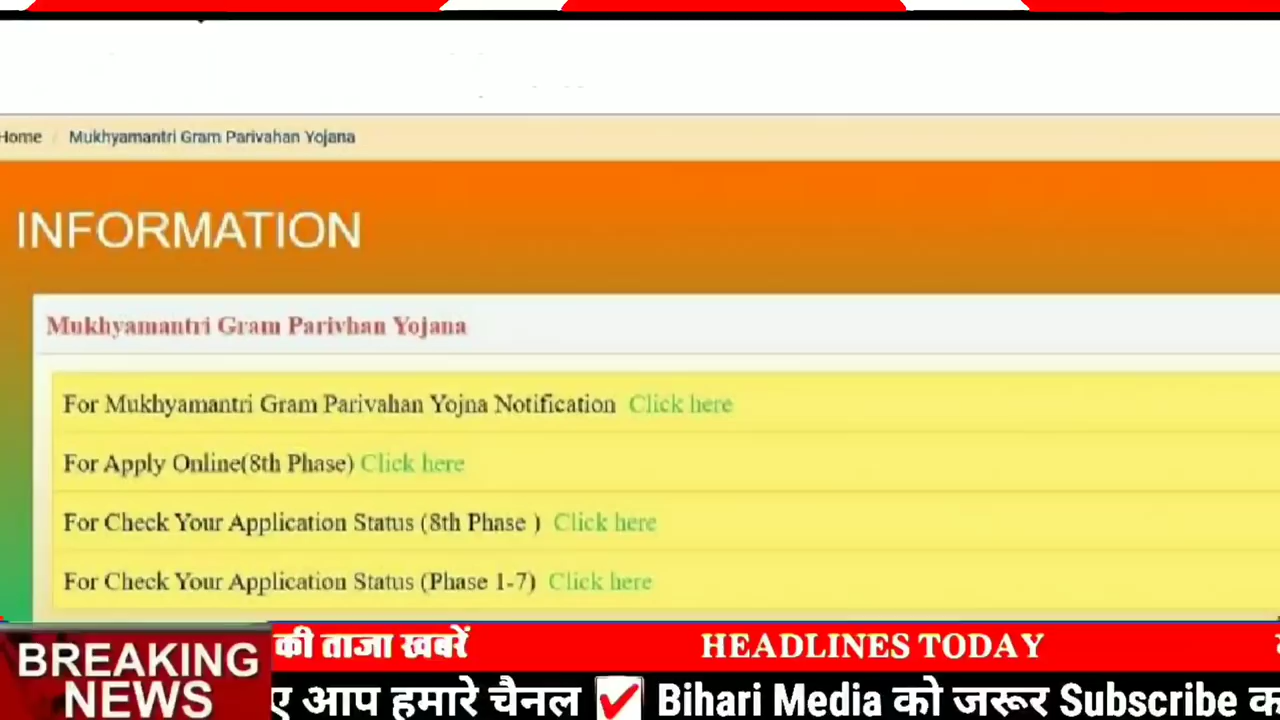 Home / Mukhyamantri Gram Parivahan Yojana
INFORMATION
Mukhyamantri Gram Parivhan Yojana
For Mukhyamantri Gram Parivahan Yojna Notification Click here
For Apply Online(8th Phase) Click here
For Check Your Application Status (8th Phase ) Click here
For Check Your Application Status (Phase 1-7) Click here
की ताजा खबरें HEADLINES TODAY
BREAKING
NEWS
ए आप हमारे चैनल ✔ Bihari Media को जरूर Subscribe क